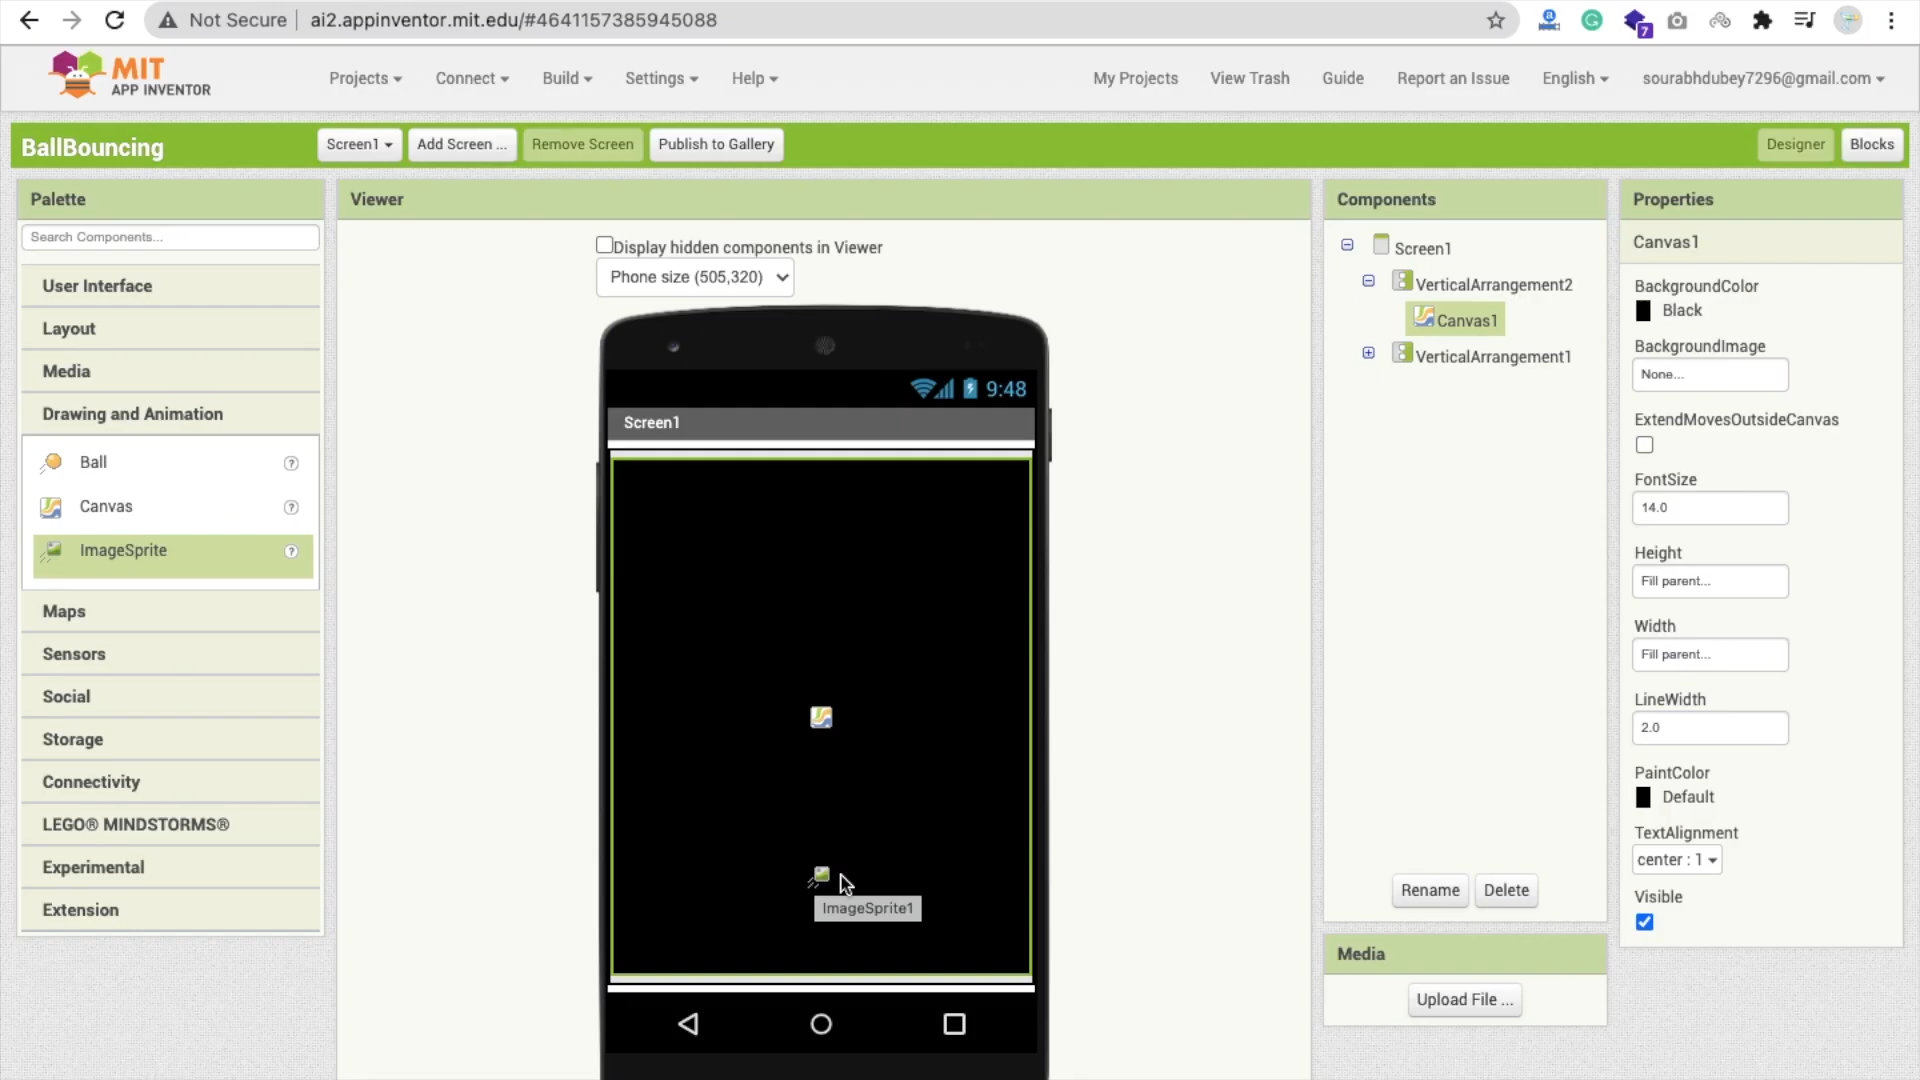 Not Secure
ai2.appinventor.mit.edu/#4641157385945088
7
MIT
APP INVENTOR
Projects
Connect
Build
Settings
Help
My Projects
View Trash
Guide
Report an Issue
English
sourabhdubey7296@gmail.com
BallBouncing
Screen1
Add Screen ...
Remove Screen
Publish to Gallery
Designer
Blocks
Palette
Search Components...
User Interface
Layout
Media
Drawing and Animation
Ball
?
Canvas
?
ImageSprite
?
Maps
Sensors
Social
Storage
Connectivity
LEGO® MINDSTORMS®
Experimental
Extension
Viewer
Display hidden components in Viewer
Phone size (505,320)
9:48
Screen1
ImageSprite1
Components
Screen1
VerticalArrangement2
Canvas1
VerticalArrangement1
Rename
Delete
Media
Upload File ...
Properties
Canvas1
BackgroundColor
Black
BackgroundImage
None...
ExtendMovesOutsideCanvas
FontSize
14.0
Height
Fill parent...
Width
Fill parent...
LineWidth
2.0
PaintColor
Default
TextAlignment
center : 1
Visible